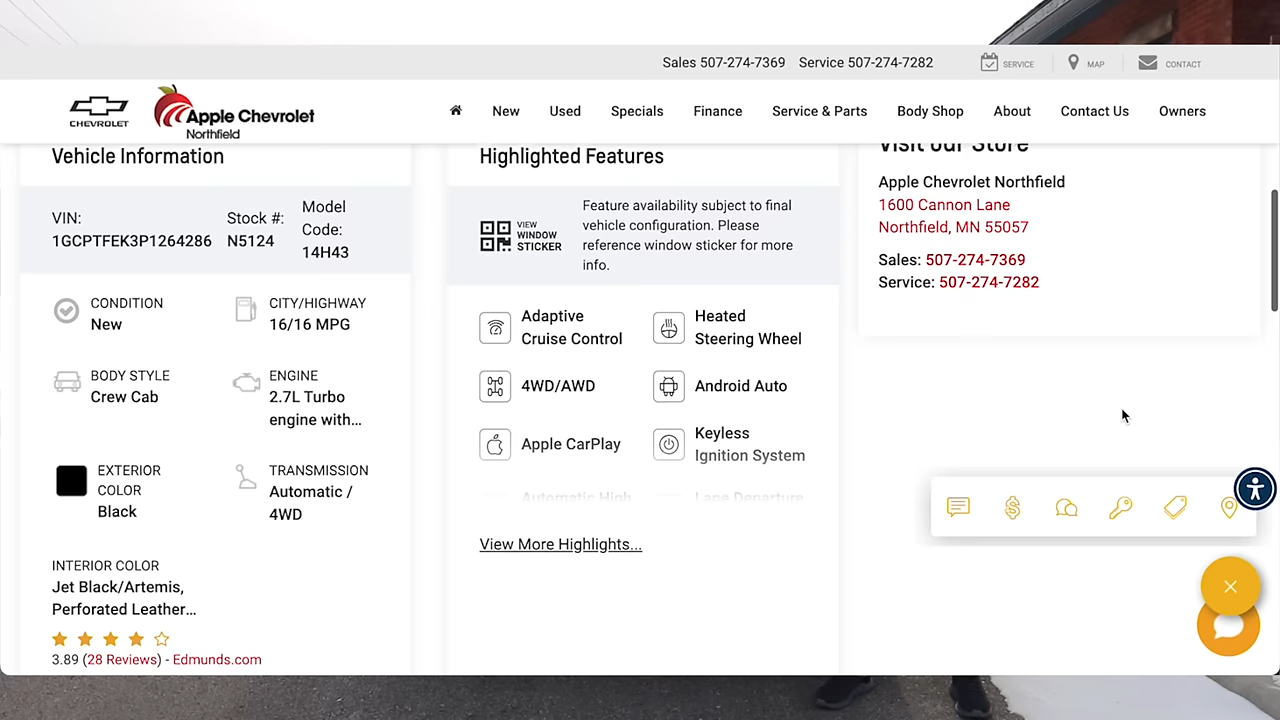 Sales 507-274-7369 Service 507-274-7282 SERVICE MAP CONTACT
CHEVROLET
Apple Chevrolet
Northfield
New Used Specials Finance Service & Parts Body Shop About Contact Us Owners
Vehicle Information
VIN:
1GCPTFEK3P1264286
Stock #:
N5124
Model
Code:
14H43
CONDITION
New
CITY/HIGHWAY
16/16 MPG
BODY STYLE
Crew Cab
ENGINE
2.7L Turbo
engine with...
EXTERIOR
COLOR
Black
TRANSMISSION
Automatic /
4WD
INTERIOR COLOR
Jet Black/Artemis,
Perforated Leather...
3.89 (28 Reviews) - Edmunds.com
Highlighted Features
VIEW
WINDOW
STICKER
Feature availability subject to final
vehicle configuration. Please
reference window sticker for more
info.
Adaptive
Cruise Control
Heated
Steering Wheel
4WD/AWD
Android Auto
Apple CarPlay
Keyless
Ignition System
Automatic High
Lane Departure
View More Highlights...
Visit our Store
Apple Chevrolet Northfield
1600 Cannon Lane
Northfield, MN 55057
Sales: 507-274-7369
Service: 507-274-7282